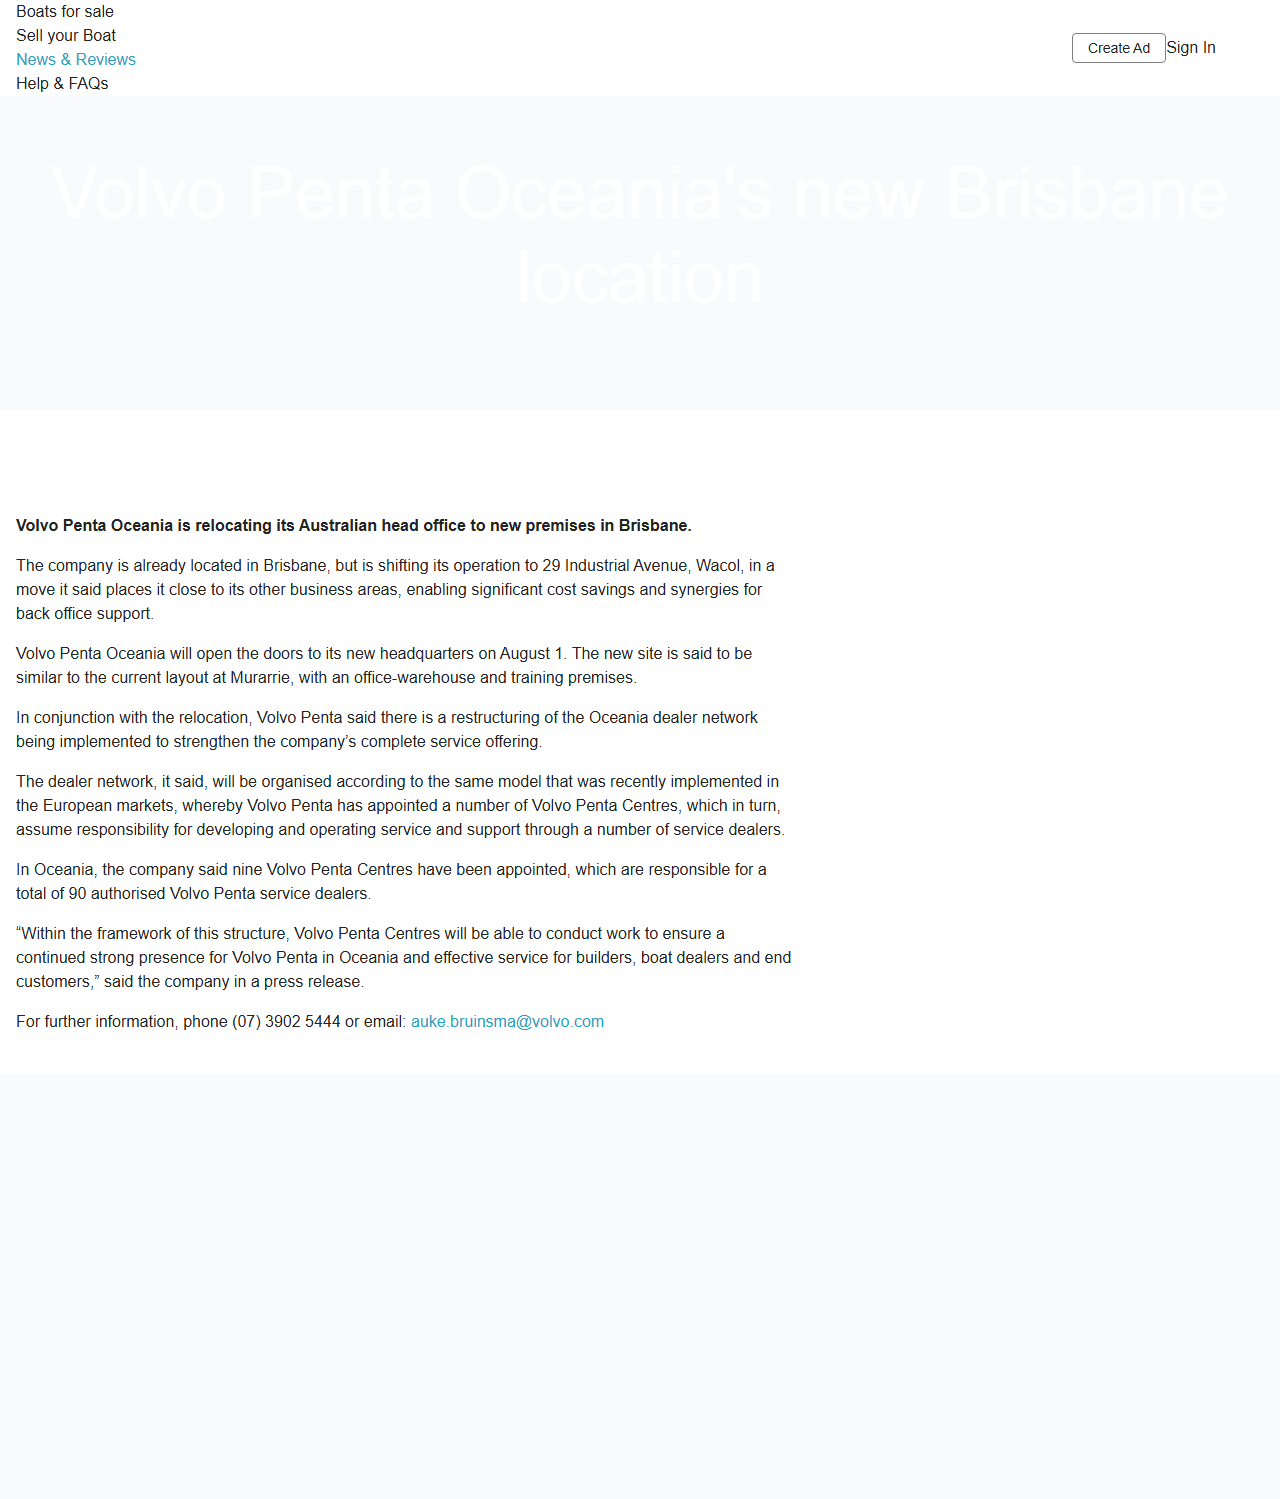 Boats for sale
Sell your Boat
News & Reviews
Help & FAQs
Create Ad
Sign In
Volvo Penta Oceania's new Brisbane
location
Volvo Penta Oceania is relocating its Australian head office to new premises in Brisbane.
The company is already located in Brisbane, but is shifting its operation to 29 Industrial Avenue, Wacol, in a
move it said places it close to its other business areas, enabling significant cost savings and synergies for
back office support.
Volvo Penta Oceania will open the doors to its new headquarters on August 1. The new site is said to be
similar to the current layout at Murarrie, with an office-warehouse and training premises.
In conjunction with the relocation, Volvo Penta said there is a restructuring of the Oceania dealer network
being implemented to strengthen the company’s complete service offering.
The dealer network, it said, will be organised according to the same model that was recently implemented in
the European markets, whereby Volvo Penta has appointed a number of Volvo Penta Centres, which in turn,
assume responsibility for developing and operating service and support through a number of service dealers.
In Oceania, the company said nine Volvo Penta Centres have been appointed, which are responsible for a
total of 90 authorised Volvo Penta service dealers.
“Within the framework of this structure, Volvo Penta Centres will be able to conduct work to ensure a
continued strong presence for Volvo Penta in Oceania and effective service for builders, boat dealers and end
customers,” said the company in a press release.
For further information, phone (07) 3902 5444 or email: auke.bruinsma@volvo.com